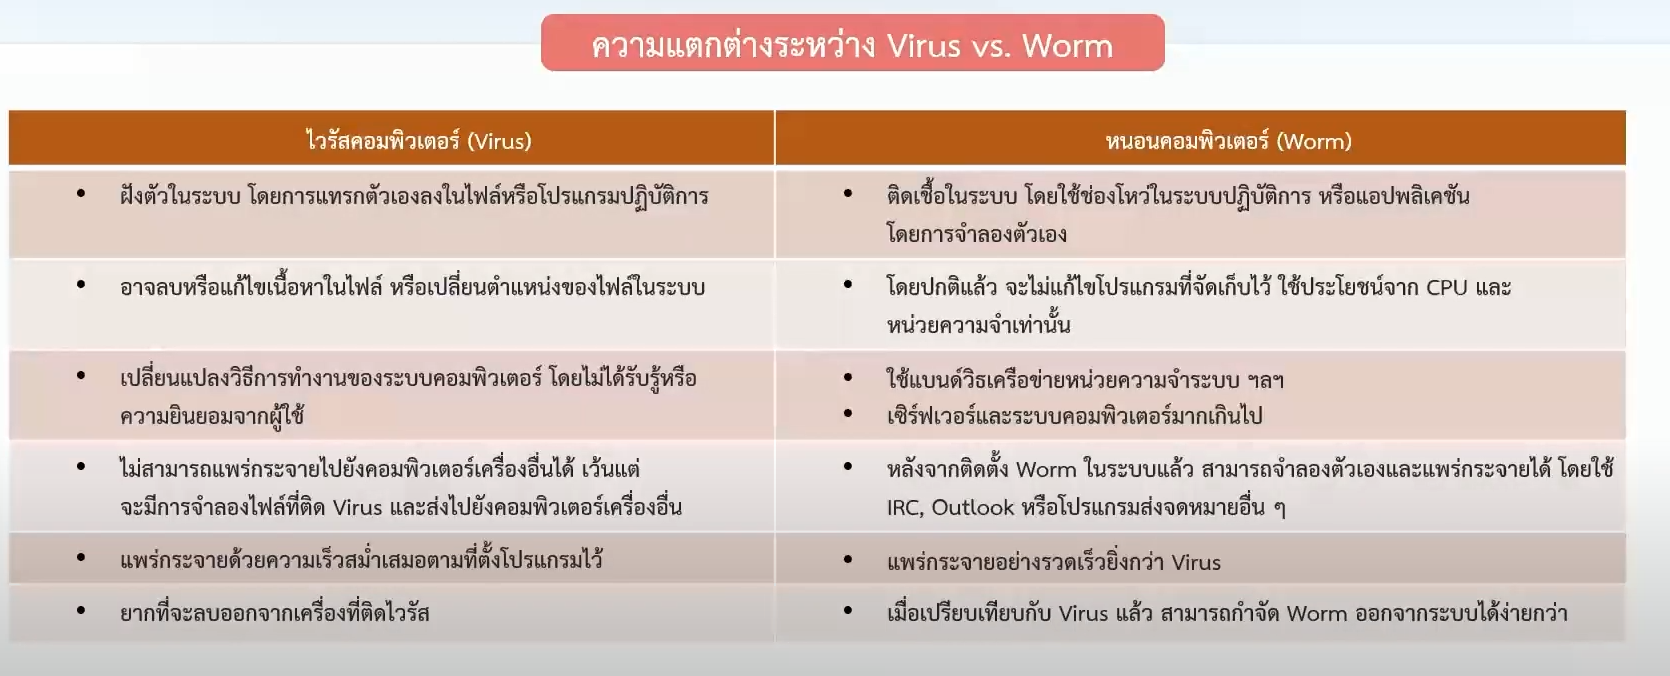 ความแตกต่างระหว่าง Virus vs. Worm
ไวรัสคอมพิวเตอร์ (Virus)
หนอนคอมพิวเตอร์ (Worm)
• ฝังตัวในระบบ โดยการแทรกตัวเองลงในไฟล์หรือโปรแกรมปฏิบัติการ
• ติดเชื้อในระบบ โดยใช้ช่องโหว่ในระบบปฏิบัติการ หรือแอปพลิเคชัน
โดยการจำลองตัวเอง
• อาจลบหรือแก้ไขเนื้อหาในไฟล์ หรือเปลี่ยนตำแหน่งของไฟล์ในระบบ
• โดยปกติแล้ว จะไม่แก้ไขโปรแกรมที่จัดเก็บไว้ ใช้ประโยชน์จาก CPU และ
หน่วยความจำเท่านั้น
• เปลี่ยนแปลงวิธีการทำงานของระบบคอมพิวเตอร์ โดยไม่ได้รับรู้หรือ
ความยินยอมจากผู้ใช้
• ใช้แบนด์วิธเครือข่ายหน่วยความจำระบบ ฯลฯ
• เซิร์ฟเวอร์และระบบคอมพิวเตอร์มากเกินไป
• ไม่สามารถแพร่กระจายไปยังคอมพิวเตอร์เครื่องอื่นได้ เว้นแต่
จะมีการจำลองไฟล์ที่ติด Virus และส่งไปยังคอมพิวเตอร์เครื่องอื่น
• หลังจากติดตั้ง Worm ในระบบแล้ว สามารถจำลองตัวเองและแพร่กระจายได้ โดยใช้
IRC, Outlook หรือโปรแกรมส่งจดหมายอื่น ๆ
• แพร่กระจายด้วยความเร็วสม่ำเสมอตามที่ตั้งโปรแกรมไว้
• แพร่กระจายอย่างรวดเร็วยิ่งกว่า Virus
• ยากที่จะลบออกจากเครื่องที่ติดไวรัส
• เมื่อเปรียบเทียบกับ Virus แล้ว สามารถกำจัด Worm ออกจากระบบได้ง่ายกว่า